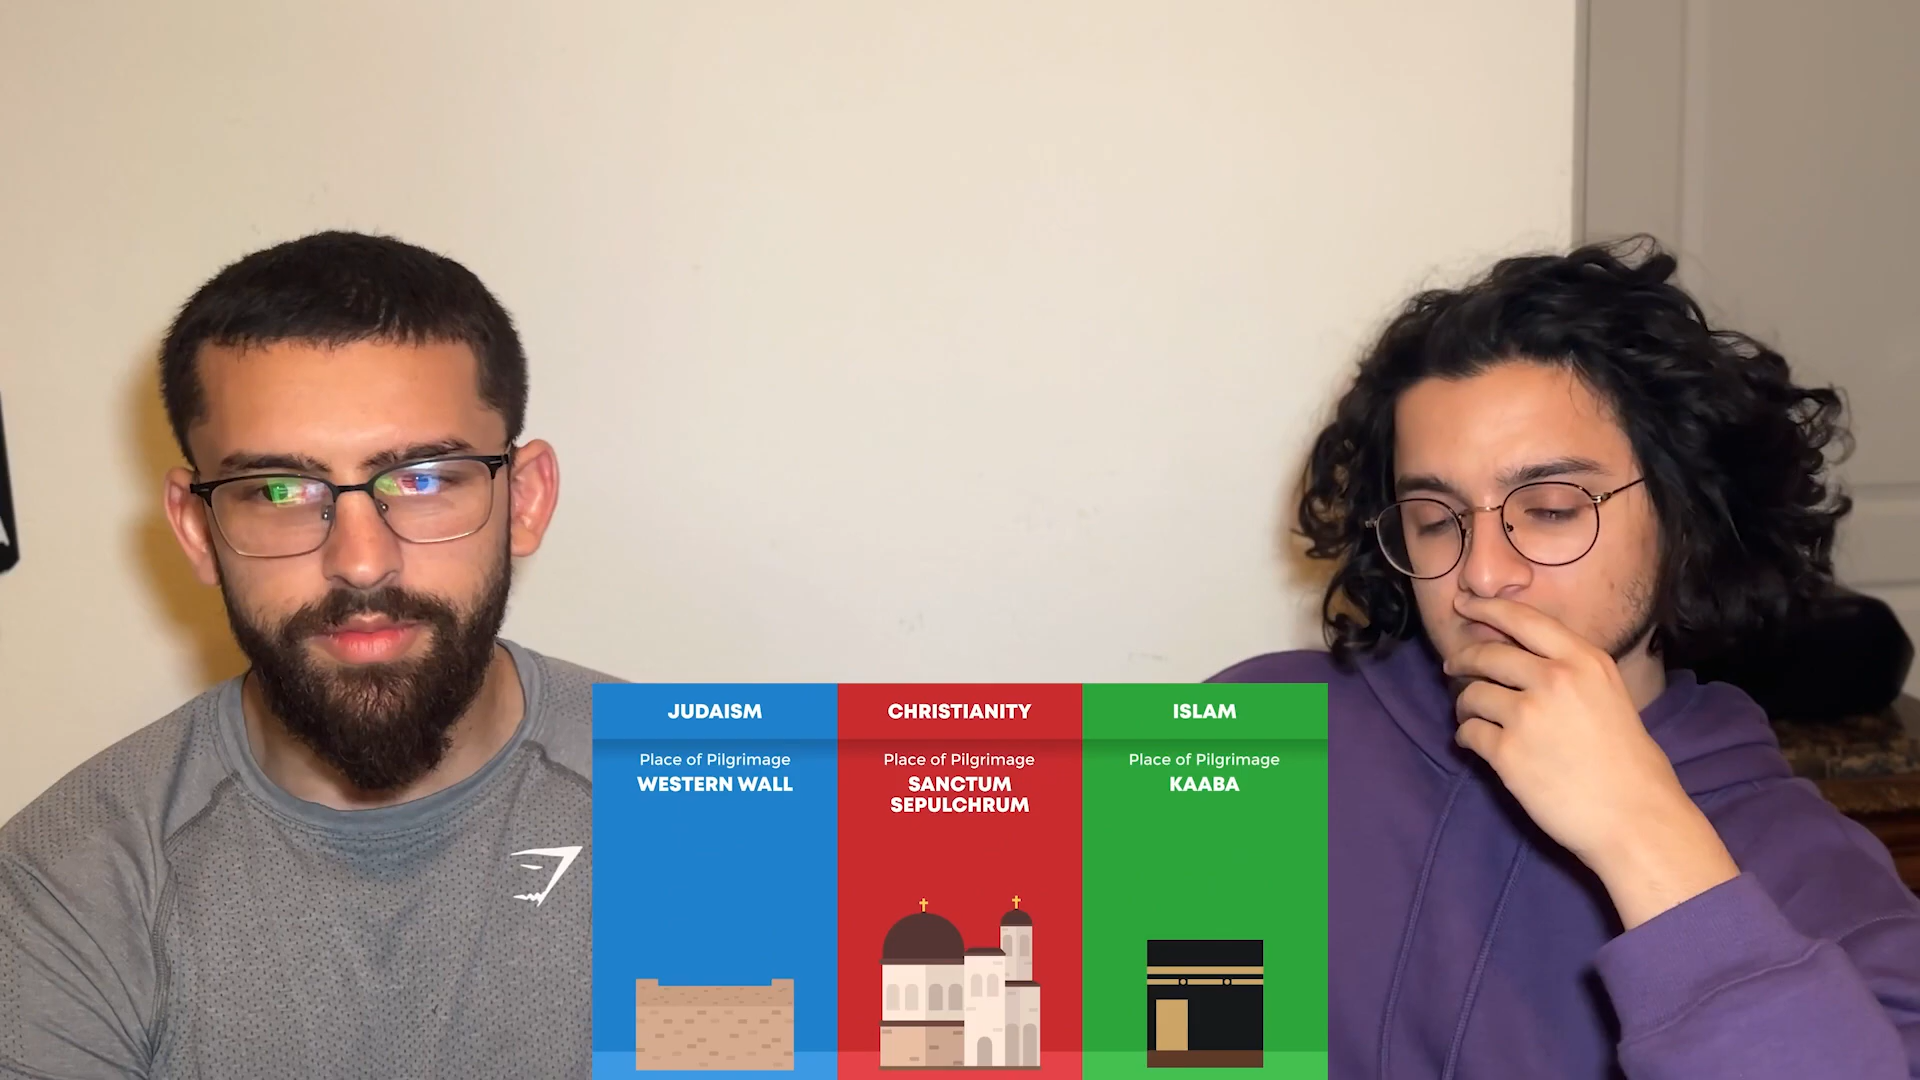 JUDAISM
Place of Pilgrimage
WESTERN WALL
CHRISTIANITY
Place of Pilgrimage
SANCTUM
SEPULCHRUM
ISLAM
Place of Pilgrimage
KAABA